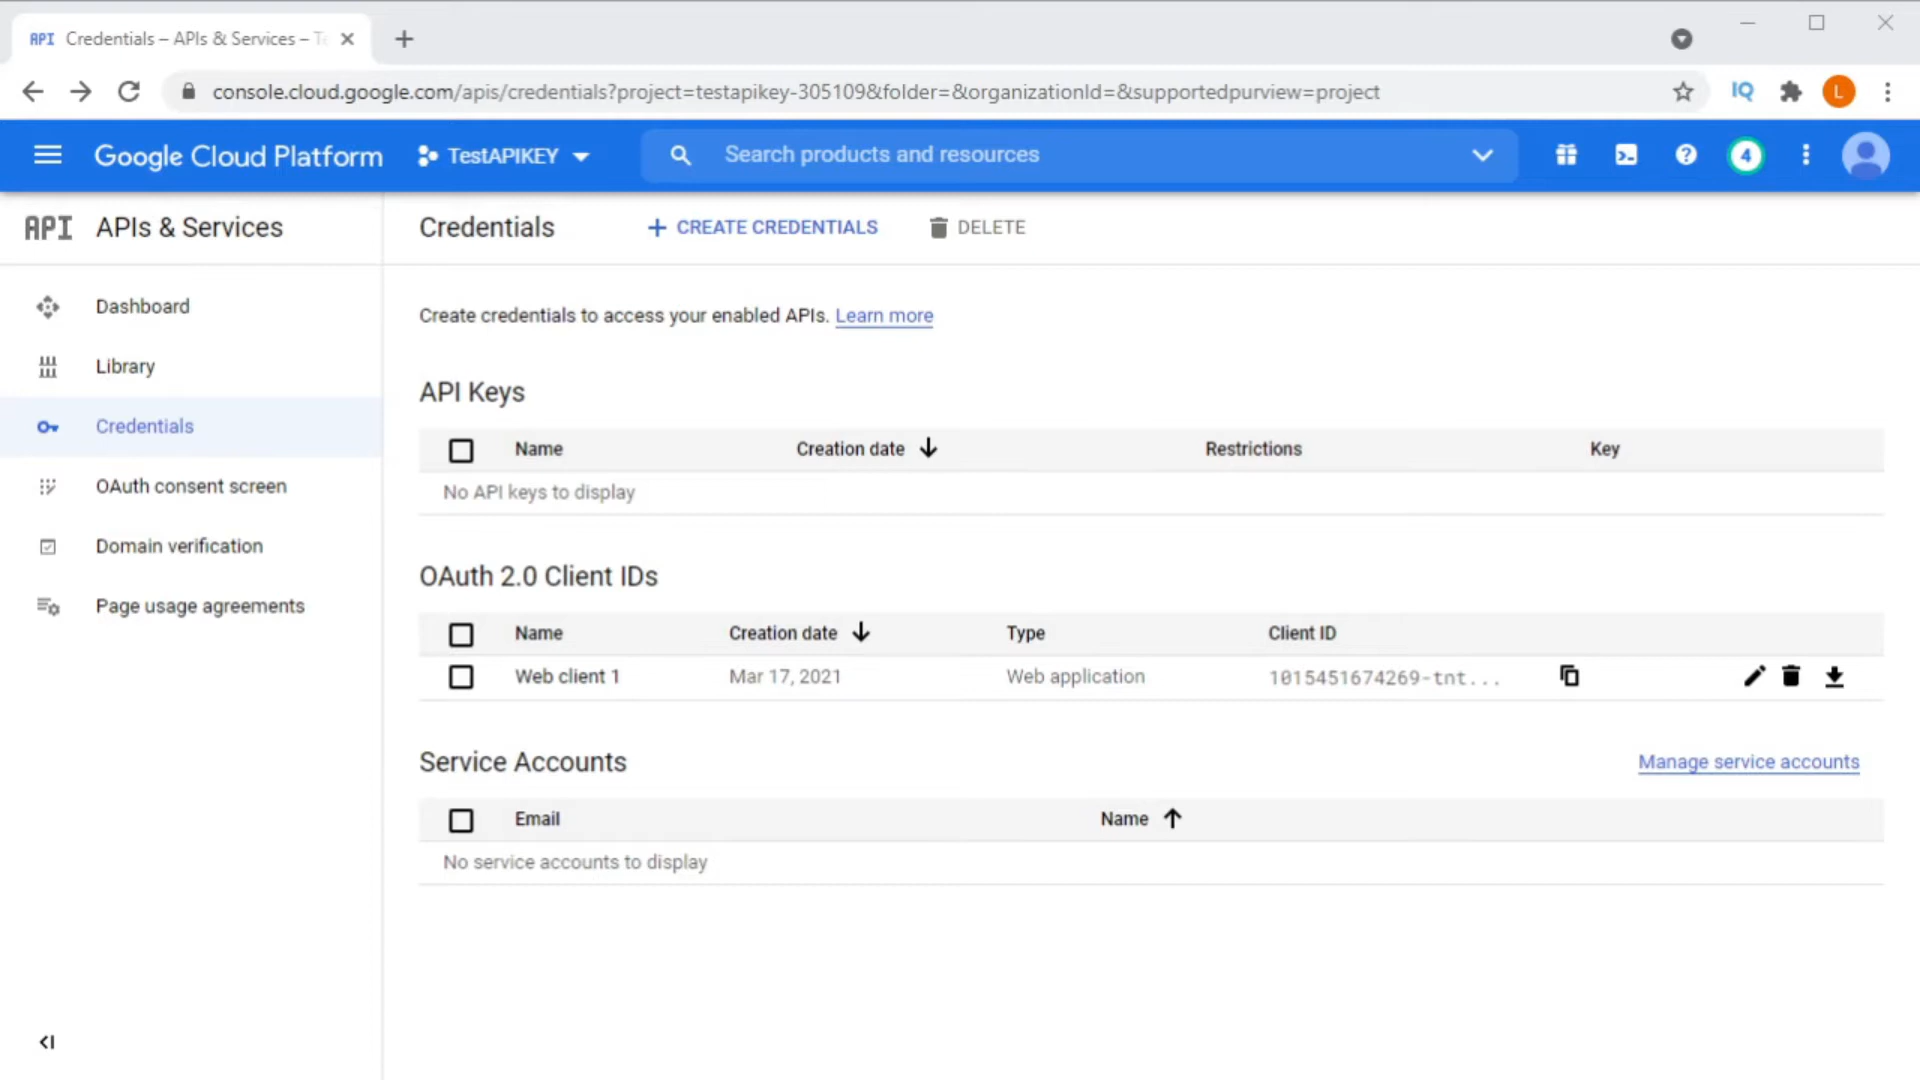 API Credentials – APIs & Services – Te
console.cloud.google.com/apis/credentials?project=testapikey-305109&folder=&organizationId=&supportedpurview=project
IQ
L
Google Cloud Platform
TestAPIKEY
Search products and resources
4
API APIs & Services
Credentials
+ CREATE CREDENTIALS
DELETE
Dashboard
Library
Credentials
OAuth consent screen
Domain verification
Page usage agreements
Create credentials to access your enabled APIs. Learn more
API Keys
Name Creation date Restrictions Key
No API keys to display
OAuth 2.0 Client IDs
Name Creation date Type Client ID
Web client 1 Mar 17, 2021 Web application 1015451674269-tnt...
Service Accounts
Manage service accounts
Email Name
No service accounts to display